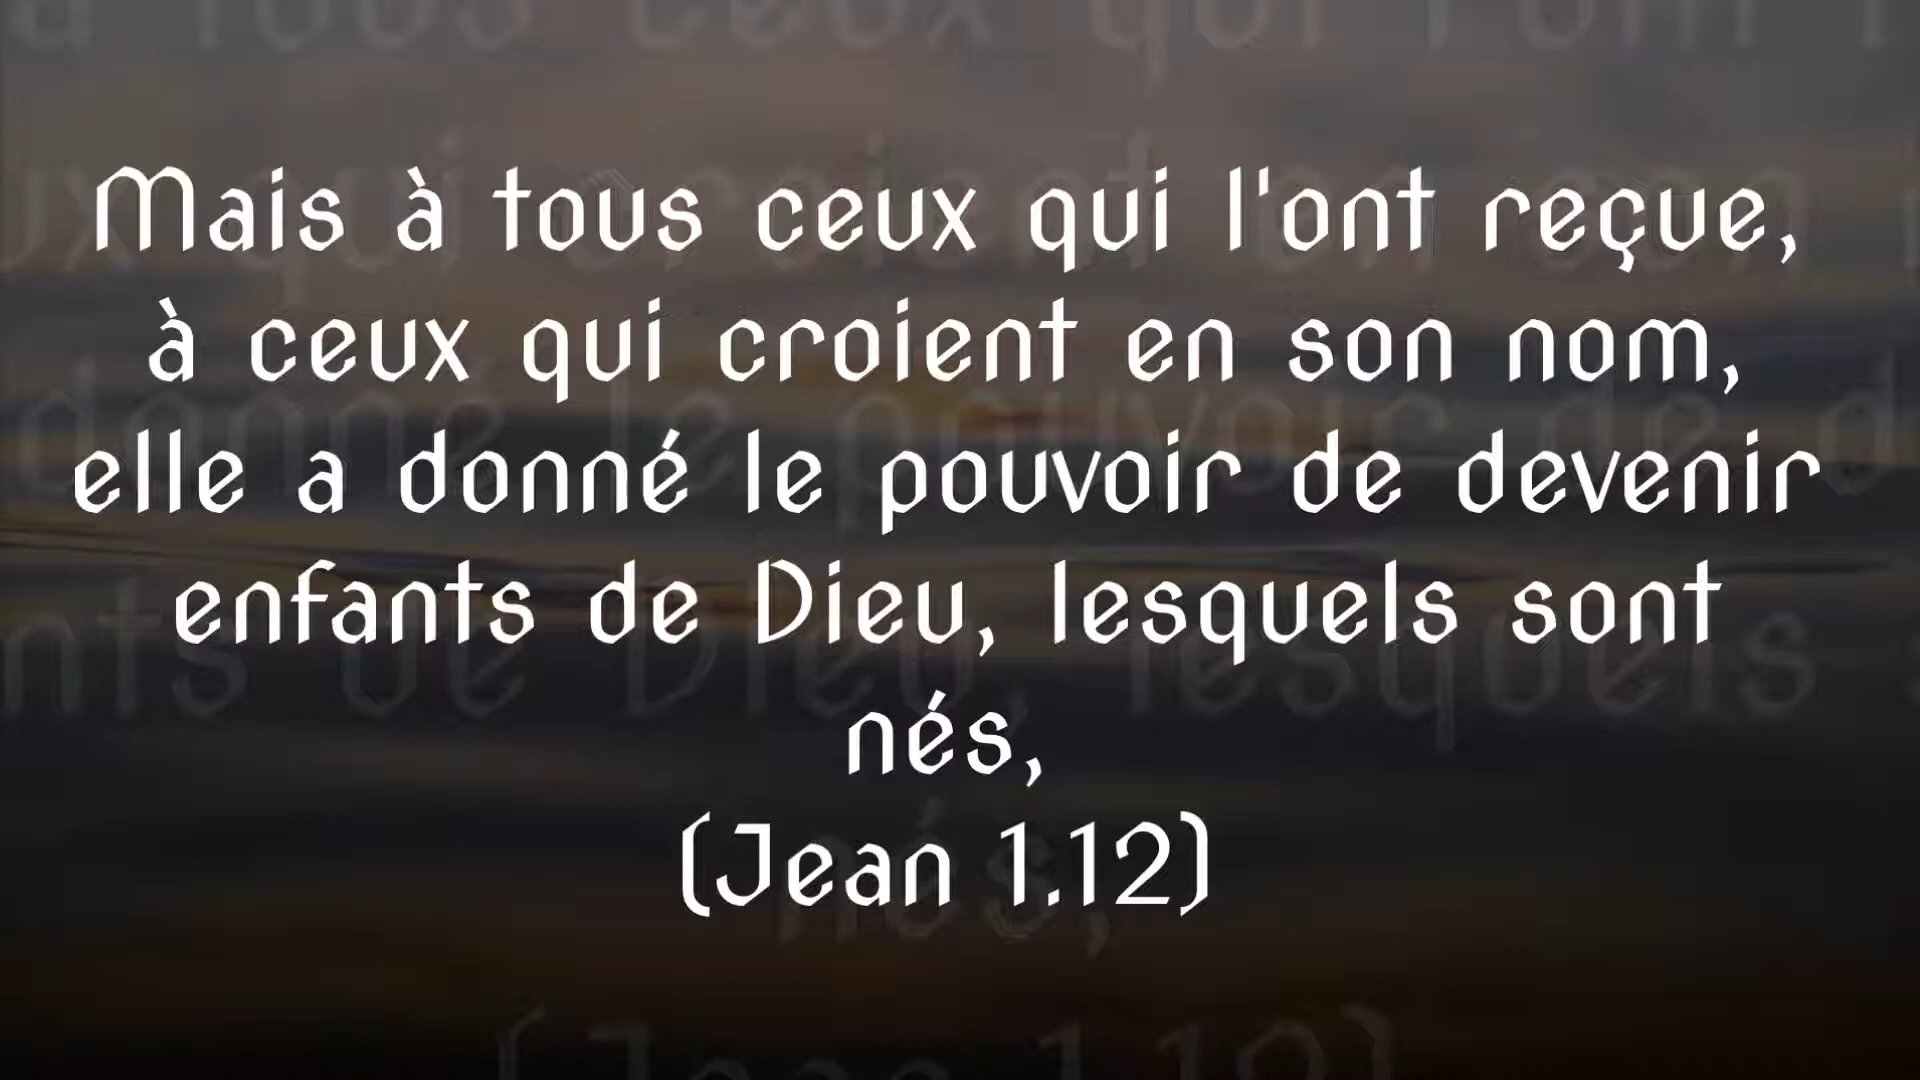 Mais à tous ceux qui l'ont reçue,
à ceux qui croient en son nom,
elle a donné le pouvoir de devenir
enfants de Dieu, lesquels sont
nés,
(Jean 1.12)